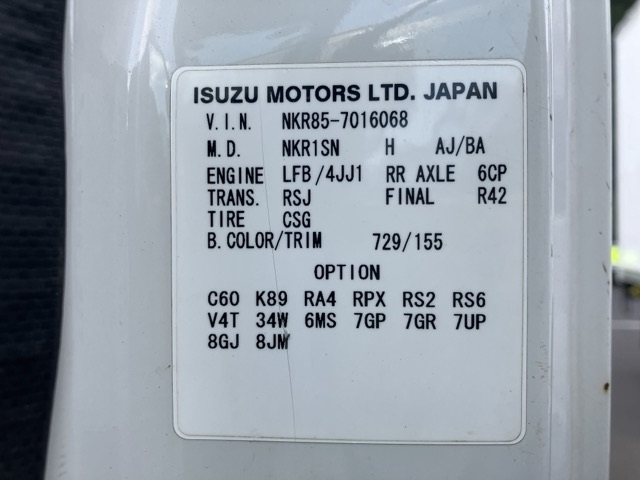 ISUZU MOTORS LTD. JAPAN
V.I.N. NKR85-7016068
M.D. NKR1SN H AJ/BA
ENGINE LFB/4JJ1 RR AXLE 6CP
TRANS. RSJ FINAL R42
TIRE CSG
B.COLOR/TRIM 729/155
OPTION
C60 K89 RA4 RPX RS2 RS6
V4T 34W 6MS 7GP 7GR 7UP
8GJ 8JM